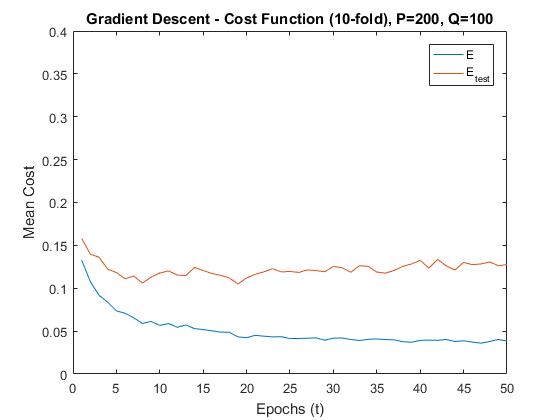 Gradient Descent - Cost Function (10-fold), P=200, Q=100
0.4
0.35
0.3
0.25
0.2
0.15
0.1
0.05
0
Mean Cost
E
E_test
0 5 10 15 20 25 30 35 40 45 50
Epochs (t)